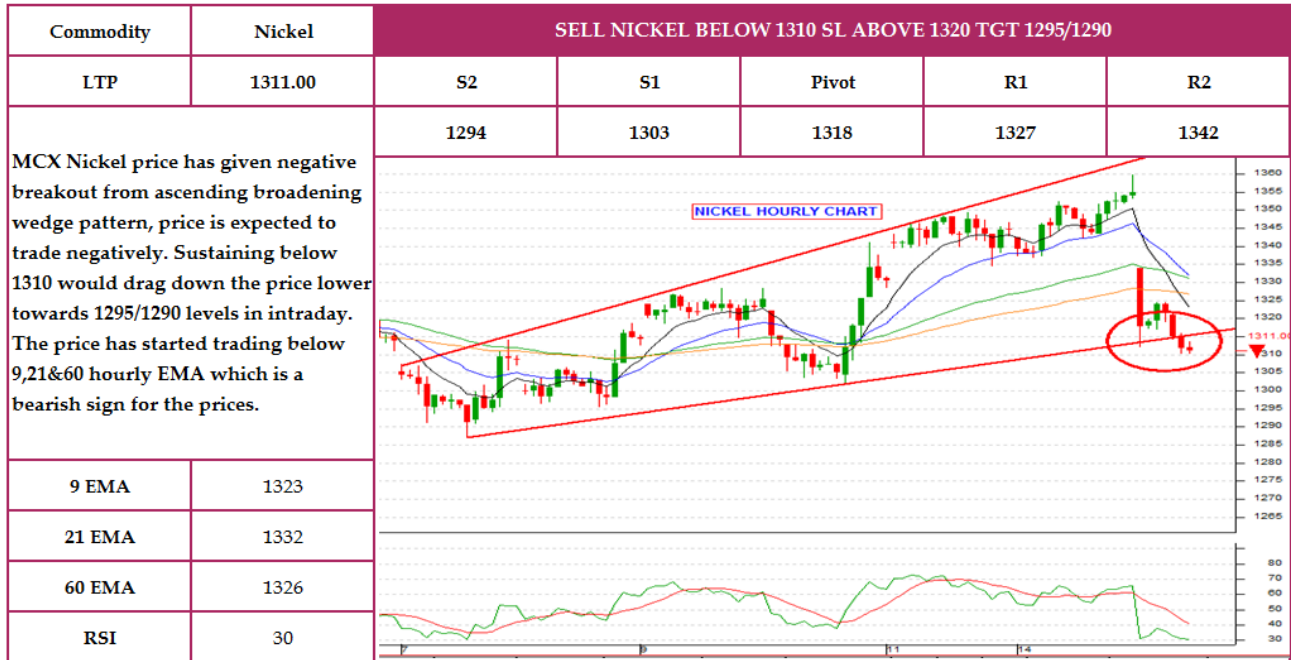 Commodity
Nickel
SELL NICKEL BELOW 1310 SL ABOVE 1320 TGT 1295/1290
LTP
1311.00
S2
S1
Pivot
R1
R2
1294
1303
1318
1327
1342
MCX Nickel price has given negative
breakout from ascending broadening
wedge pattern, price is expected to
trade negatively. Sustaining below
1310 would drag down the price lower
towards 1295/1290 levels in intraday.
The price has started trading below
9,21&60 hourly EMA which is a
bearish sign for the prices.
NICKEL HOURLY CHART
1360
1355
1350
1345
1340
1335
1330
1325
1320
1311.00
1310
1305
1300
1295
1290
1285
1280
1275
1270
1265
9 EMA
1323
21 EMA
1332
60 EMA
1326
RSI
30
80
70
60
50
40
30
7
9
11
14